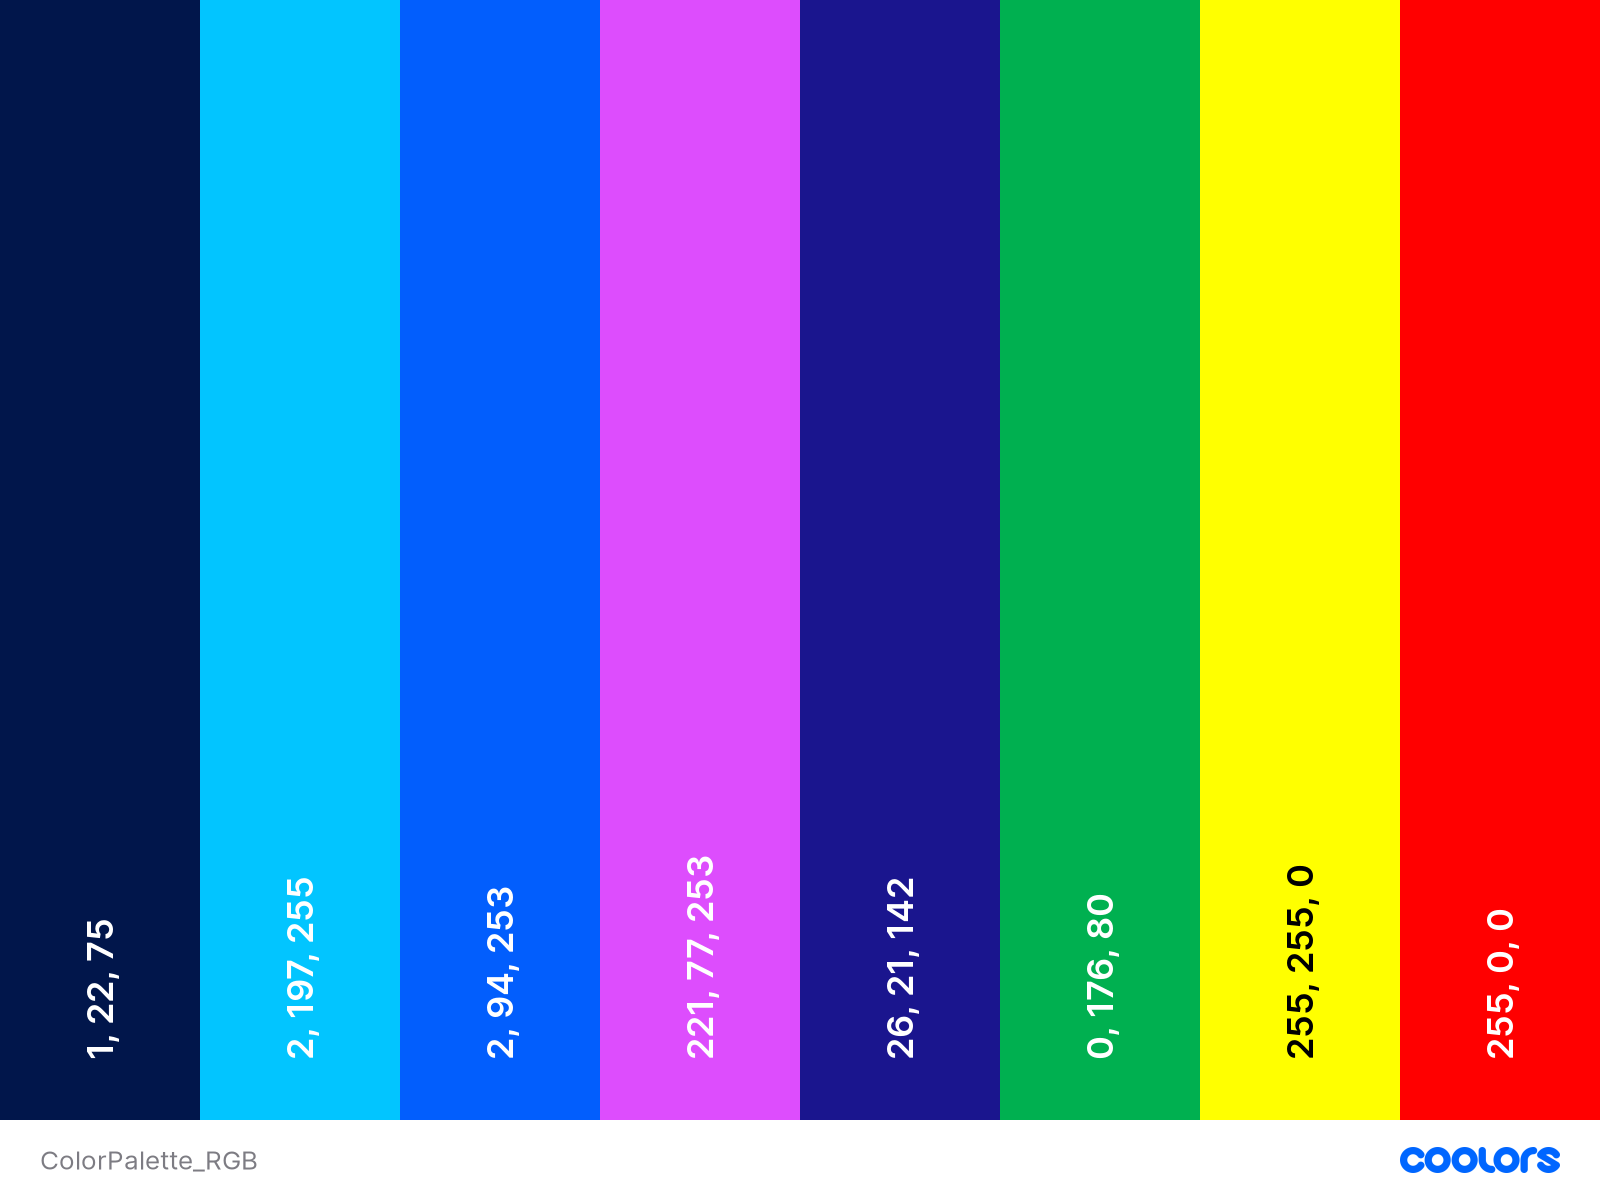 1, 22, 75
2, 197, 255
2, 94, 253
221, 77, 253
26, 21, 142
0, 176, 80
255, 255, 0
255, 0, 0
ColorPalette_RGB
coolors